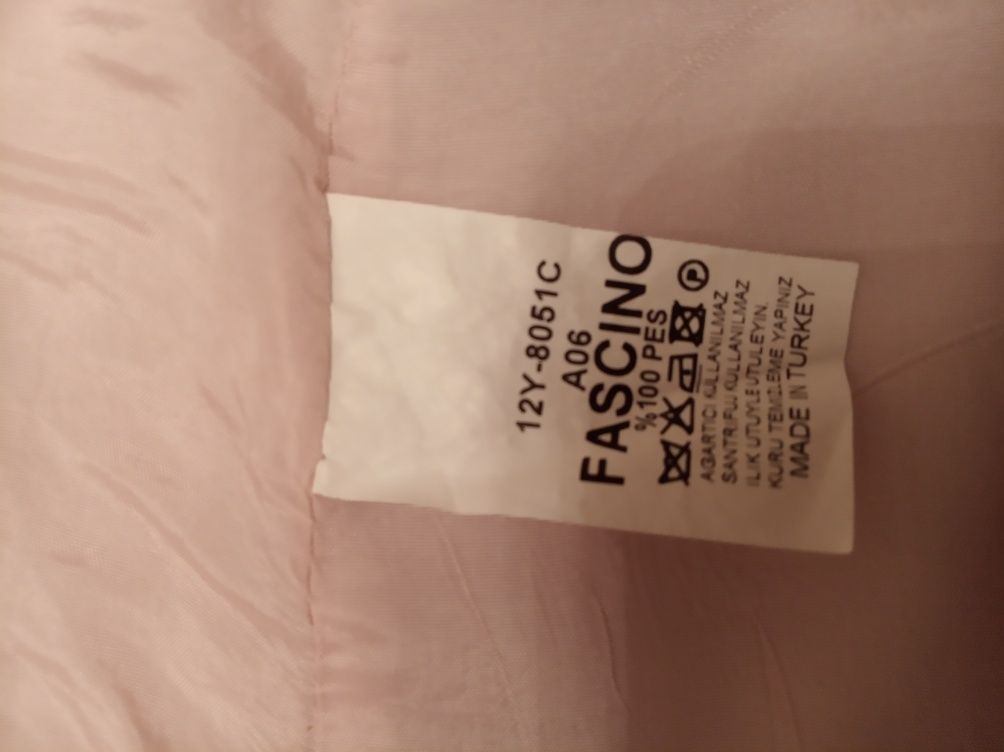 12Y-8051C
A06
FASCINO
%100 PES
P
AGARTICI KULLANILMAZ
SANTRIFUJ KULLANILMAZ
ILIK UTUYLE UTULEYIN.
KURU TEMIZLEME YAPINIZ
MADE IN TURKEY